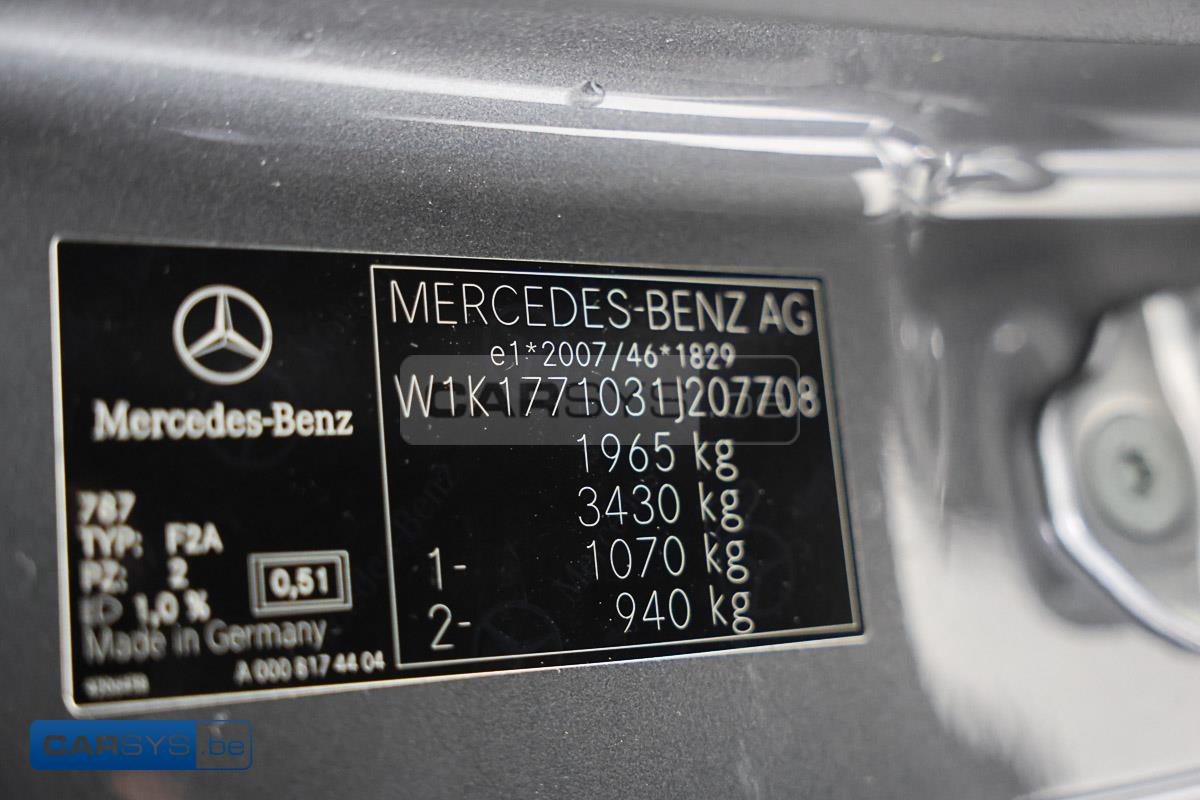 Mercedes-Benz
787
TYP: F2A
PZ: 2
1,0 %
0,51
Made in Germany
A 000 817 44 04
MERCEDES-BENZ AG
e1*2007/46*1829
W1K1771031J207708
1965 kg
3430 kg
1- 1070 kg
2- 940 kg
CARSYS.be
CARSYS.be